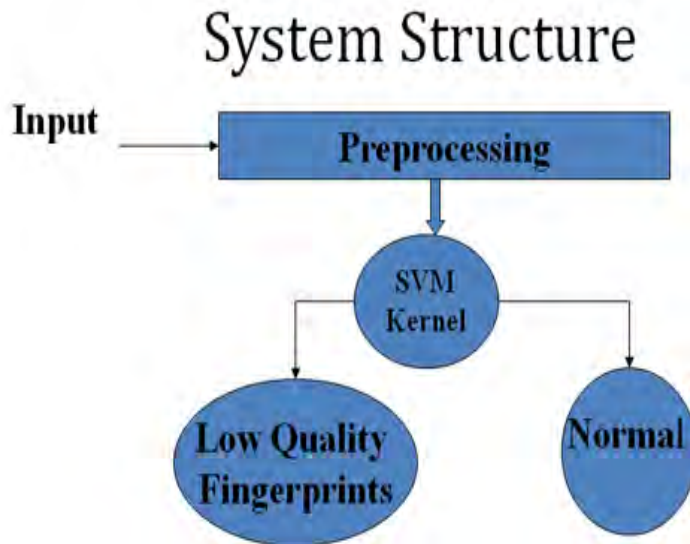 System Structure
Input
Preprocessing
SVM
Kernel
Low Quality
Fingerprints
Normal